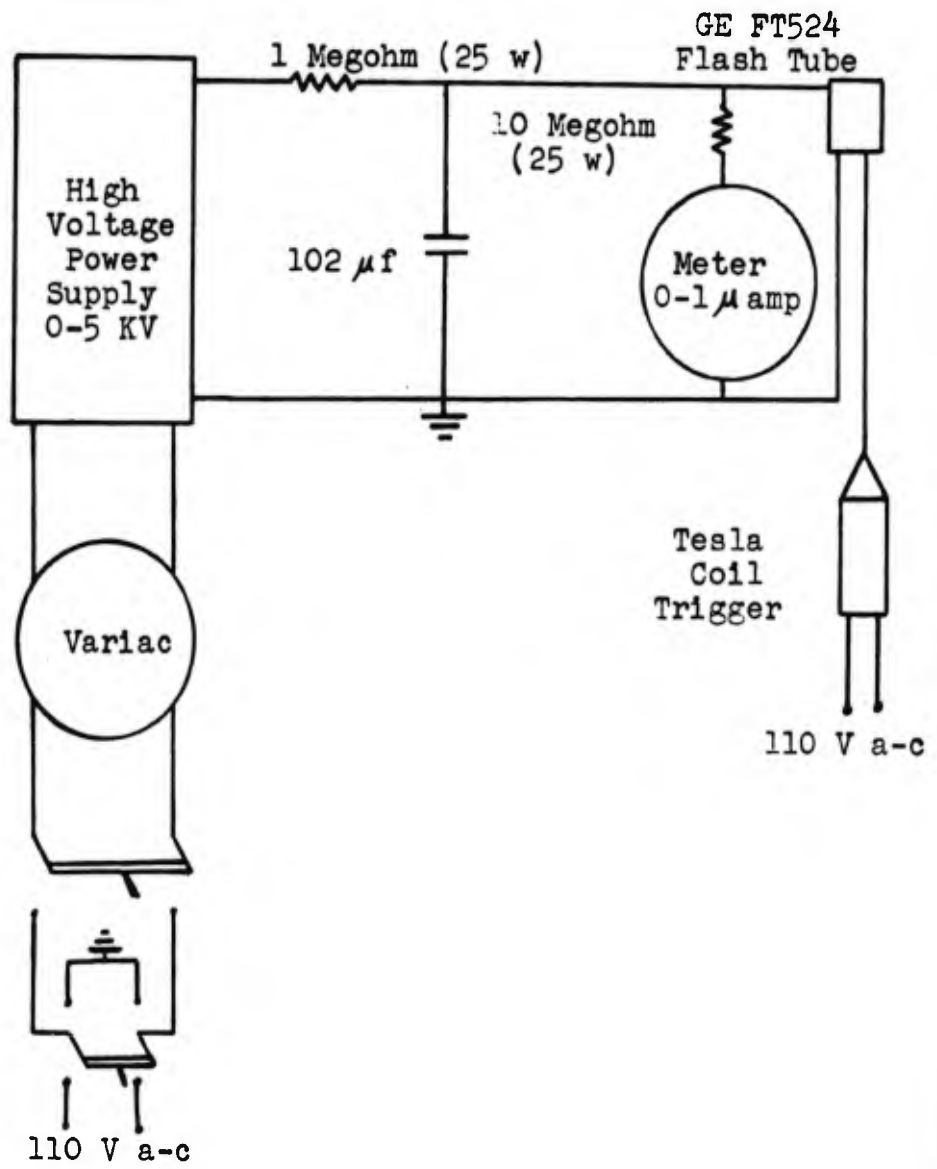 GE FT524
Flash Tube
1 Megohm (25 w)
10 Megohm
(25 w)
High
Voltage
Power
Supply
0-5 KV
102 μf
Meter
0-1 μ amp
Variac
Tesla
Coil
Trigger
110 V a-c
110 V a-c